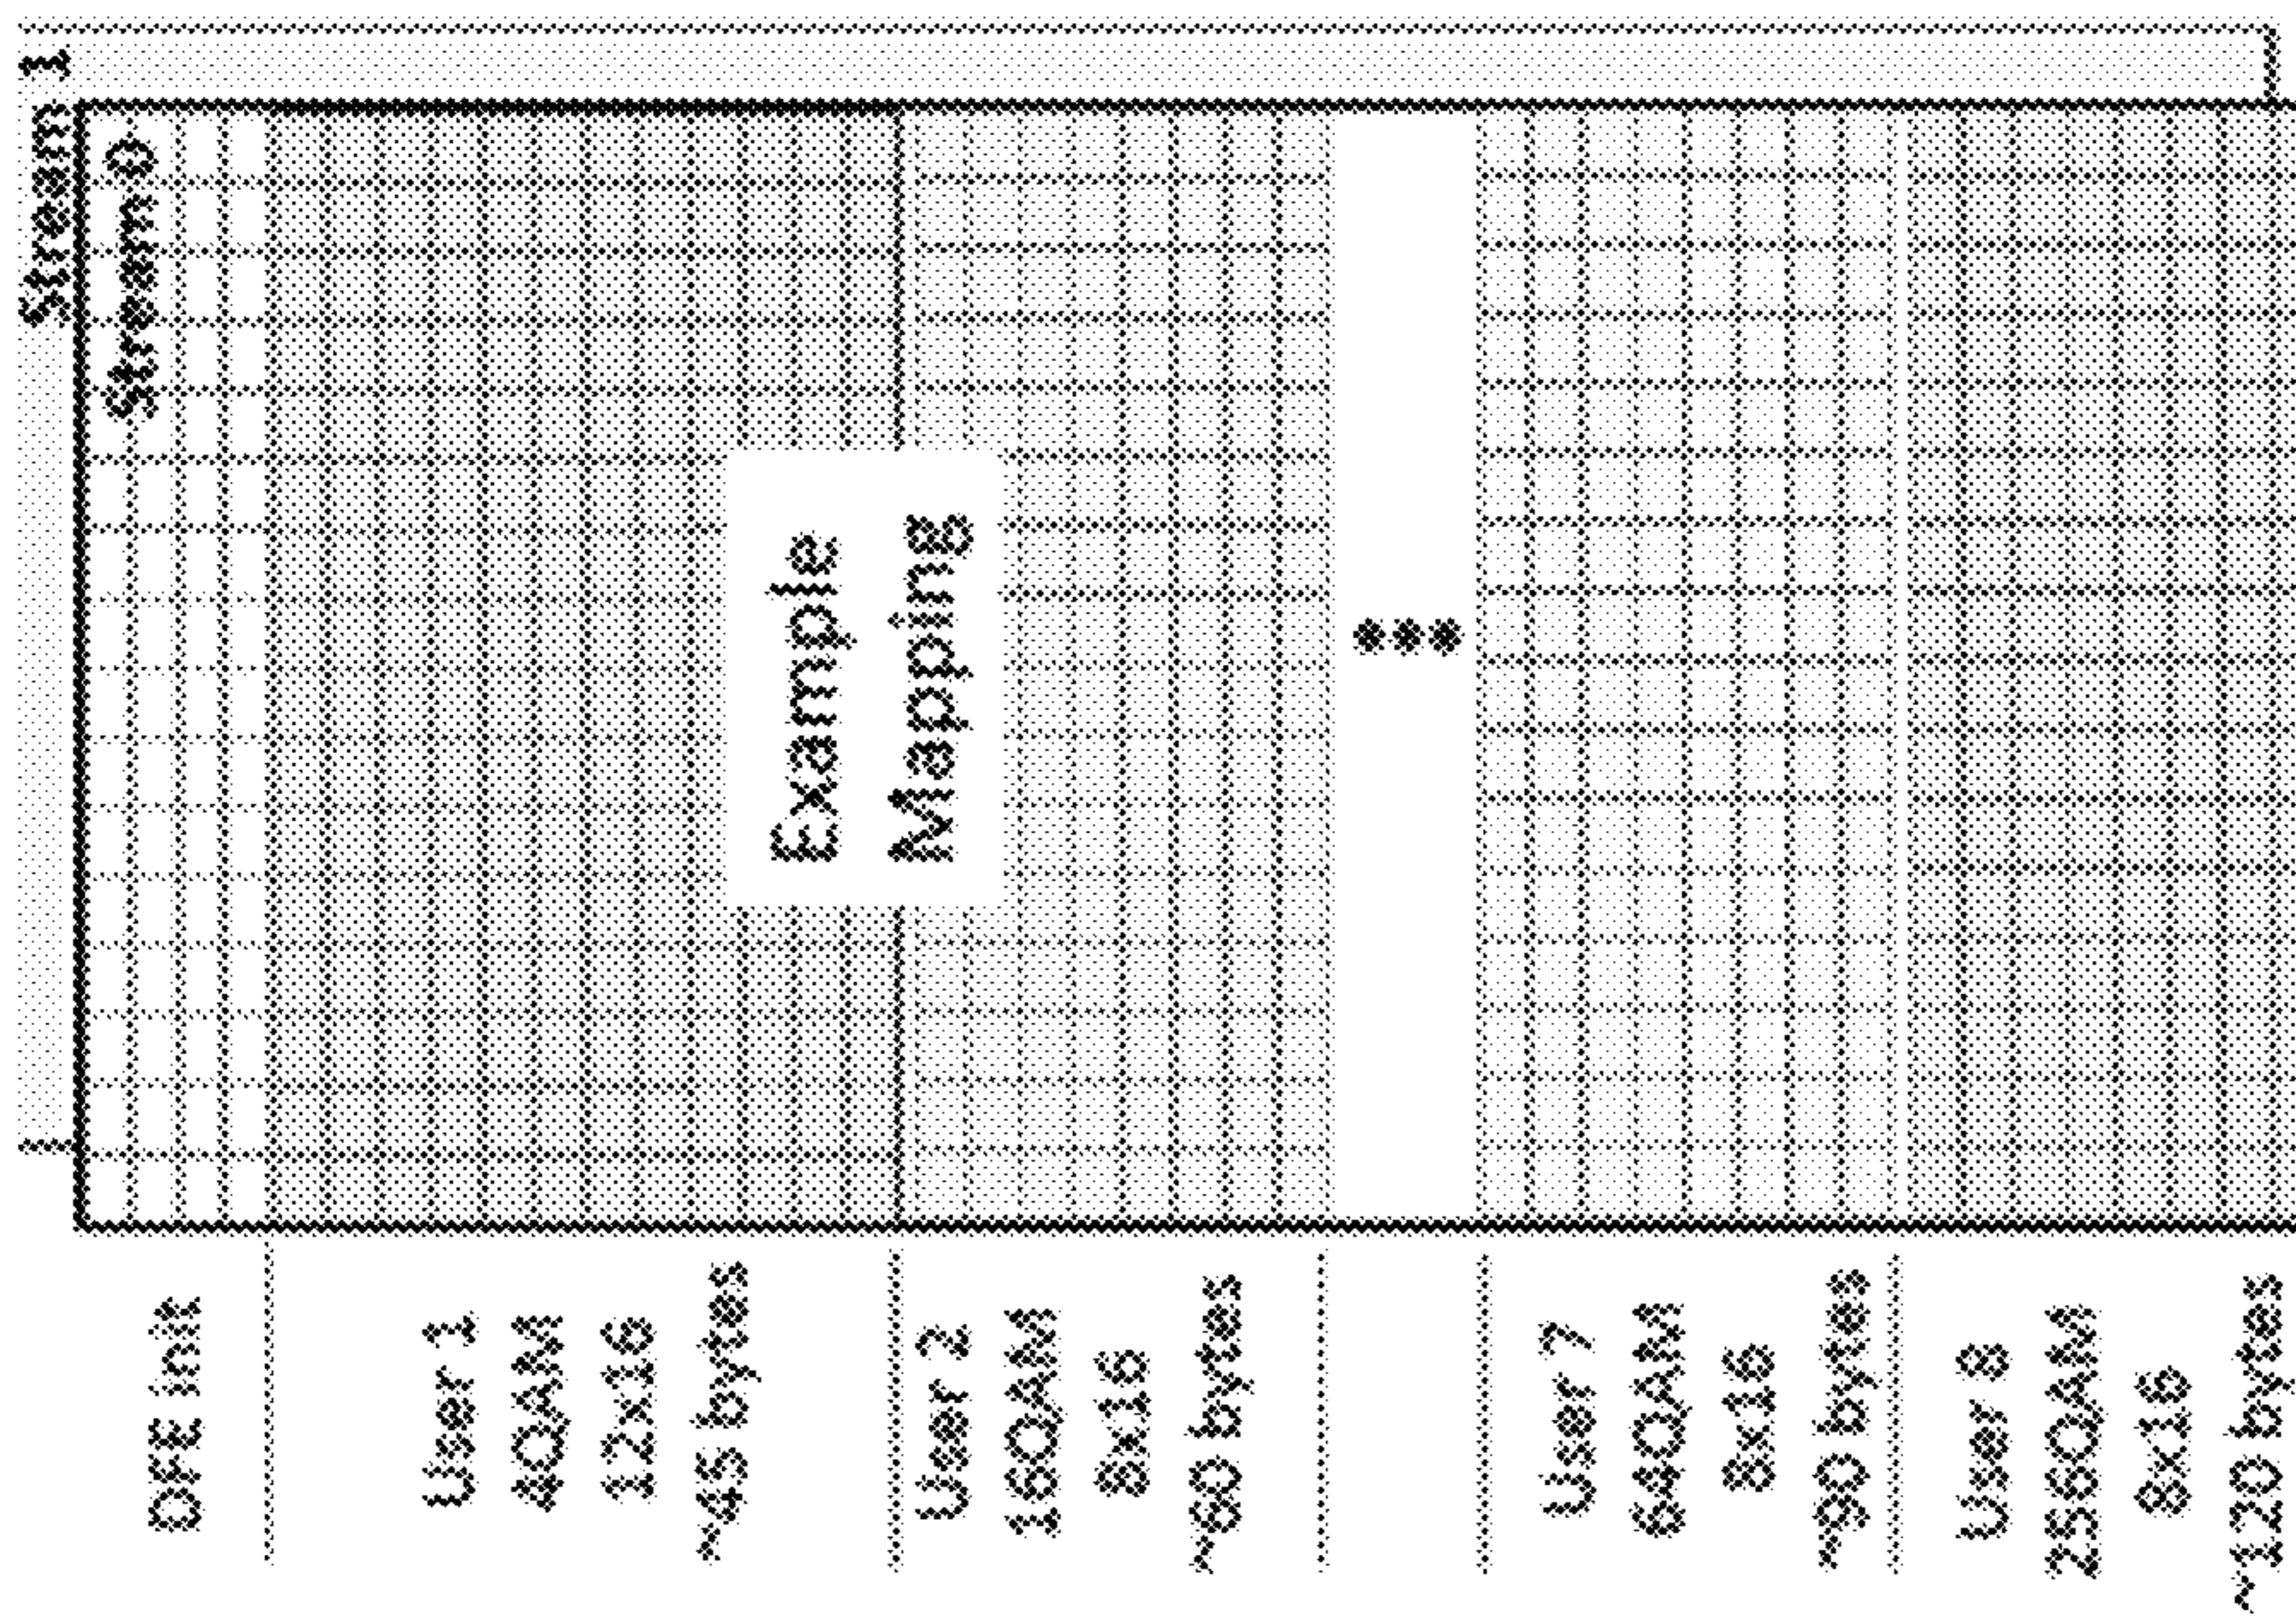 Stream 1
Stream 0
Example
Mapping
DFE init
User 1
4QAM
12x16
~45 bytes
User 2
16QAM
8x16
~60 bytes
User 7
64QAM
8x16
~90 bytes
User 8
256QAM
8x16
~120 bytes